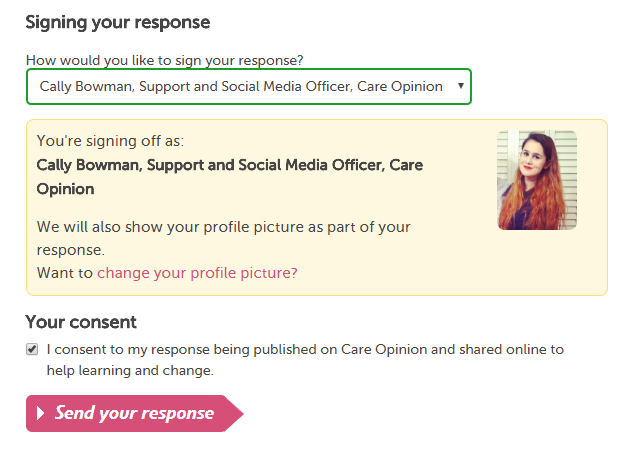 Signing your response
How would you like to sign your response?
Cally Bowman, Support and Social Media Officer, Care Opinion
You're signing off as:
Cally Bowman, Support and Social Media Officer, Care
Opinion
We will also show your profile picture as part of your
response.
Want to change your profile picture?
Your consent
I consent to my response being published on Care Opinion and shared online to
help learning and change.
Send your response